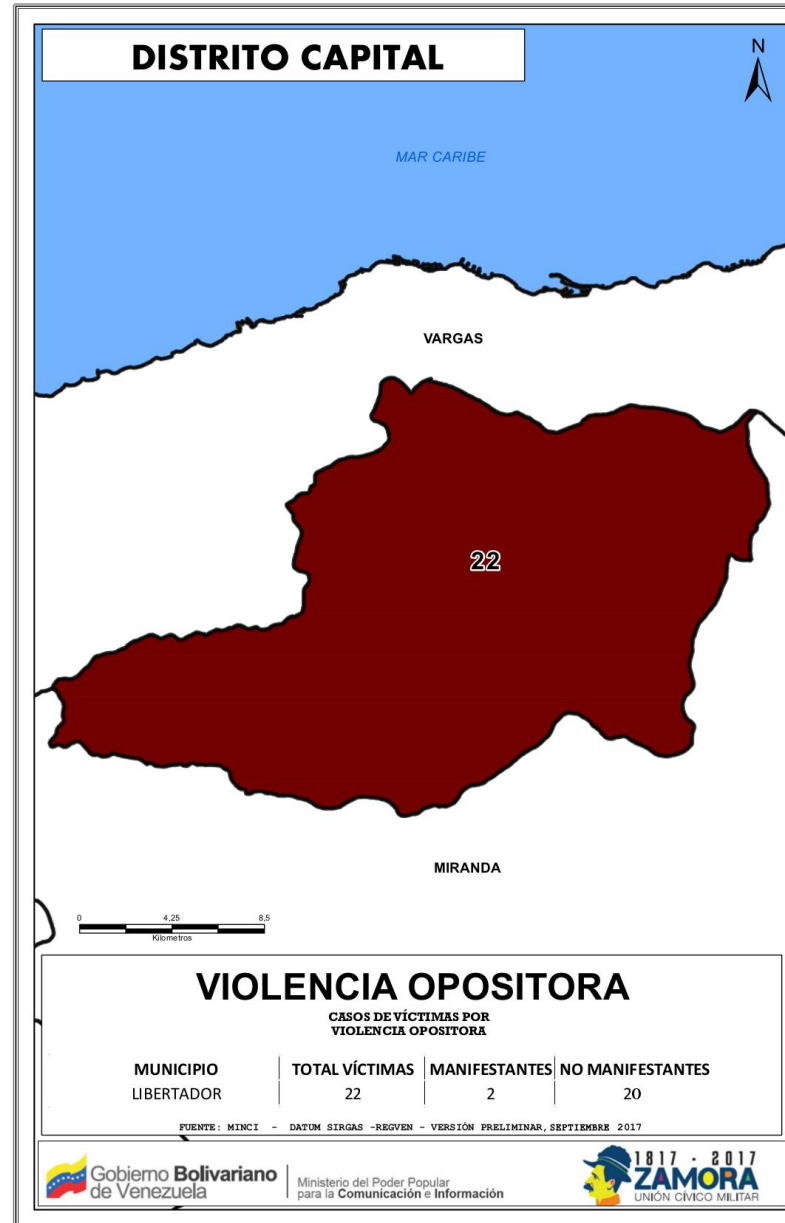 DISTRITO CAPITAL
N
MAR CARIBE
VARGAS
22
MIRANDA
0 4,25 8,5
Kilometros
VIOLENCIA OPOSITORA
CASOS DE VÍCTIMAS POR
VIOLENCIA OPOSITORA
MUNICIPIO TOTAL VÍCTIMAS MANIFESTANTES NO MANIFESTANTES
LIBERTADOR 22 2 20
FUENTE: MINCI - DATUM SIRGAS -REGVEN - VERSIÓN PRELIMINAR, SEPTIEMBRE 2017
Gobierno Bolivariano
de Venezuela
Ministerio del Poder Popular
para la Comunicación e Información
1817 - 2017
ZAMORA
UNIÓN CÍVICO MILITAR